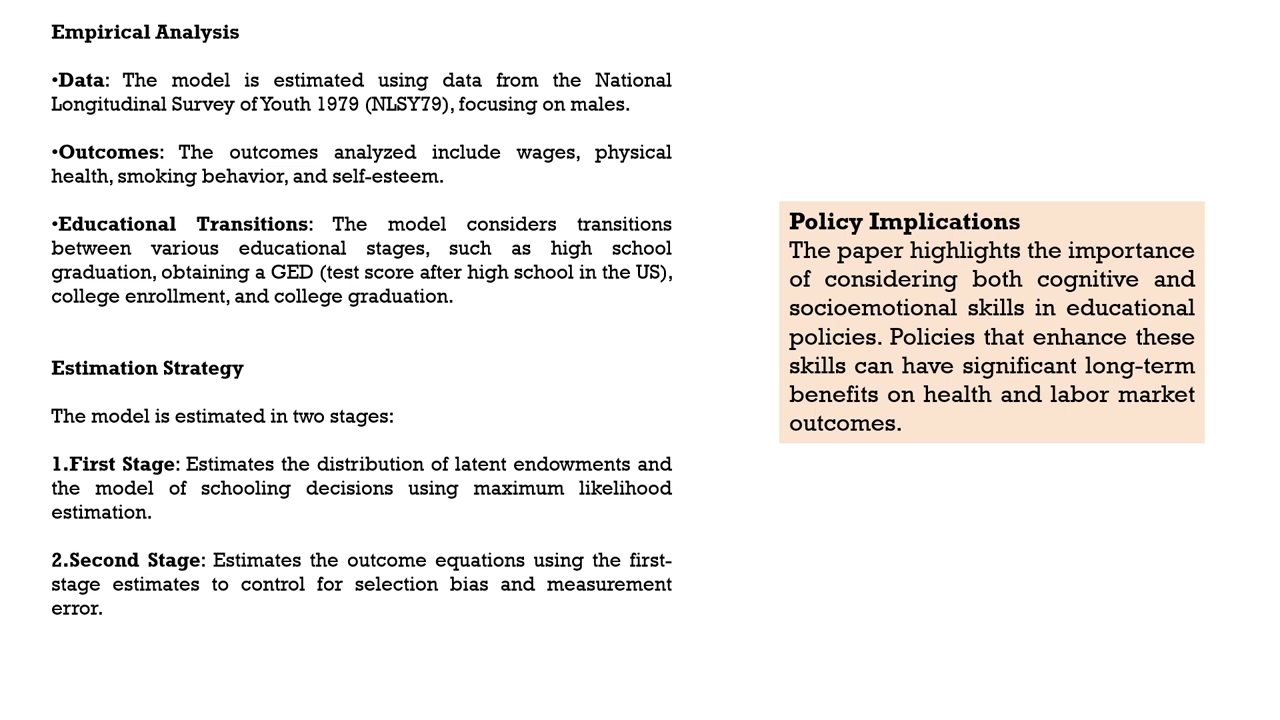 Empirical Analysis
•Data: The model is estimated using data from the National
Longitudinal Survey of Youth 1979 (NLSY79), focusing on males.
•Outcomes: The outcomes analyzed include wages, physical
health, smoking behavior, and self-esteem.
•Educational Transitions: The model considers transitions
between various educational stages, such as high school
graduation, obtaining a GED (test score after high school in the US),
college enrollment, and college graduation.
Estimation Strategy
The model is estimated in two stages:
1.First Stage: Estimates the distribution of latent endowments and
the model of schooling decisions using maximum likelihood
estimation.
2.Second Stage: Estimates the outcome equations using the first-
stage estimates to control for selection bias and measurement
error.
Policy Implications
The paper highlights the importance
of considering both cognitive and
socioemotional skills in educational
policies. Policies that enhance these
skills can have significant long-term
benefits on health and labor market
outcomes.